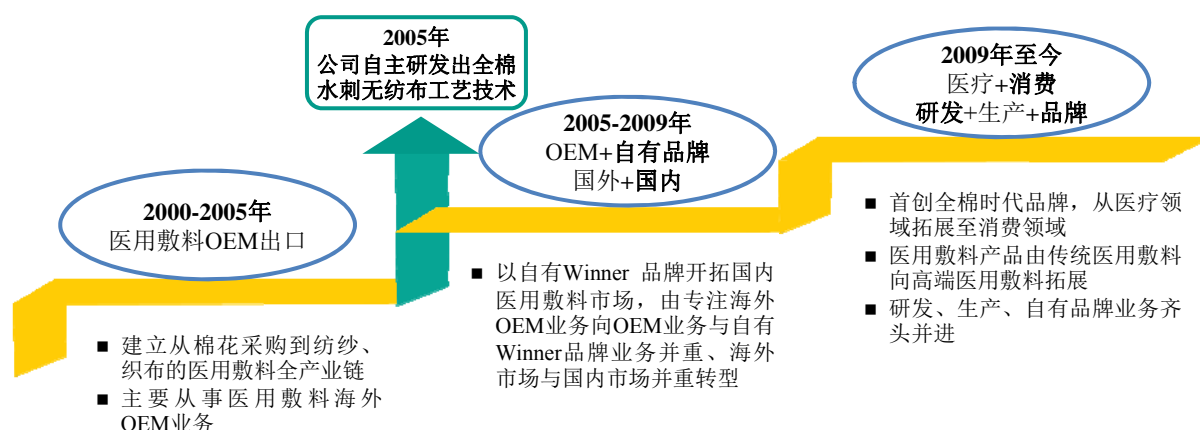 2005年
公司自主研发出全棉
水刺无纺布工艺技术
2000-2005年
医用敷料OEM出口
■ 建立从棉花采购到纺纱、
织布的医用敷料全产业链
■ 主要从事医用敷料海外
OEM业务
2005-2009年
OEM+自有品牌
国外+国内
■ 以自有Winner 品牌开拓国内
医用敷料市场，由专注海外
OEM业务向OEM业务与自有
Winner品牌业务并重、海外
市场与国内市场并重转型
2009年至今
医疗+消费
研发+生产+品牌
■ 首创全棉时代品牌，从医疗领
域拓展至消费领域
■ 医用敷料产品由传统医用敷料
向高端医用敷料拓展
■ 研发、生产、自有品牌业务齐
头并进